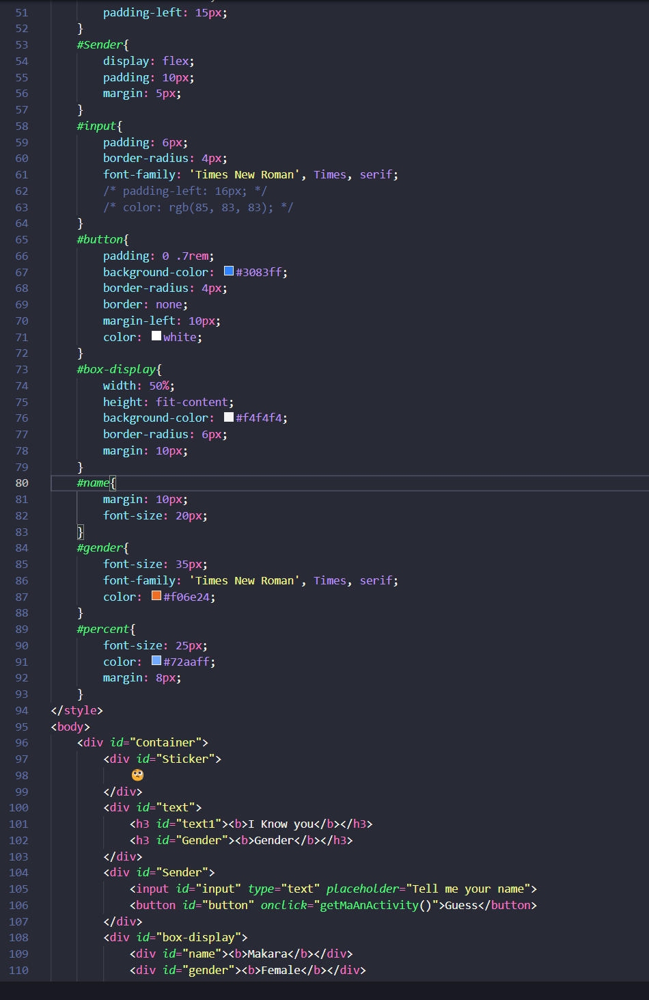 51 padding-left: 15px;
52 }
53 #Sender{
54 display: flex;
55 padding: 10px;
56 margin: 5px;
57 }
58 #input{
59 padding: 6px;
60 border-radius: 4px;
61 font-family: 'Times New Roman', Times, serif;
62 /* padding-left: 16px; */
63 /* color: rgb(85, 83, 83); */
64 }
65 #button{
66 padding: 0 .7rem;
67 background-color: #3083ff;
68 border-radius: 4px;
69 border: none;
70 margin-left: 10px;
71 color: white;
72 }
73 #box-display{
74 width: 50%;
75 height: fit-content;
76 background-color: #f4f4f4;
77 border-radius: 6px;
78 margin: 10px;
79 }
80 #name{
81 margin: 10px;
82 font-size: 20px;
83 }
84 #gender{
85 font-size: 35px;
86 font-family: 'Times New Roman', Times, serif;
87 color: #f06e24;
88 }
89 #percent{
90 font-size: 25px;
91 color: #72aaff;
92 margin: 8px;
93 }
94 </style>
95 <body>
96 <div id="Container">
97 <div id="Sticker">
98 🙄
99 </div>
100 <div id="text">
101 <h3 id="text1"><b>I Know you</b></h3>
102 <h3 id="Gender"><b>Gender</b></h3>
103 </div>
104 <div id="Sender">
105 <input id="input" type="text" placeholder="Tell me your name">
106 <button id="button" onclick="getMaAnActivity()">Guess</button>
107 </div>
108 <div id="box-display">
109 <div id="name"><b>Makara</b></div>
110 <div id="gender"><b>Female</b></div>